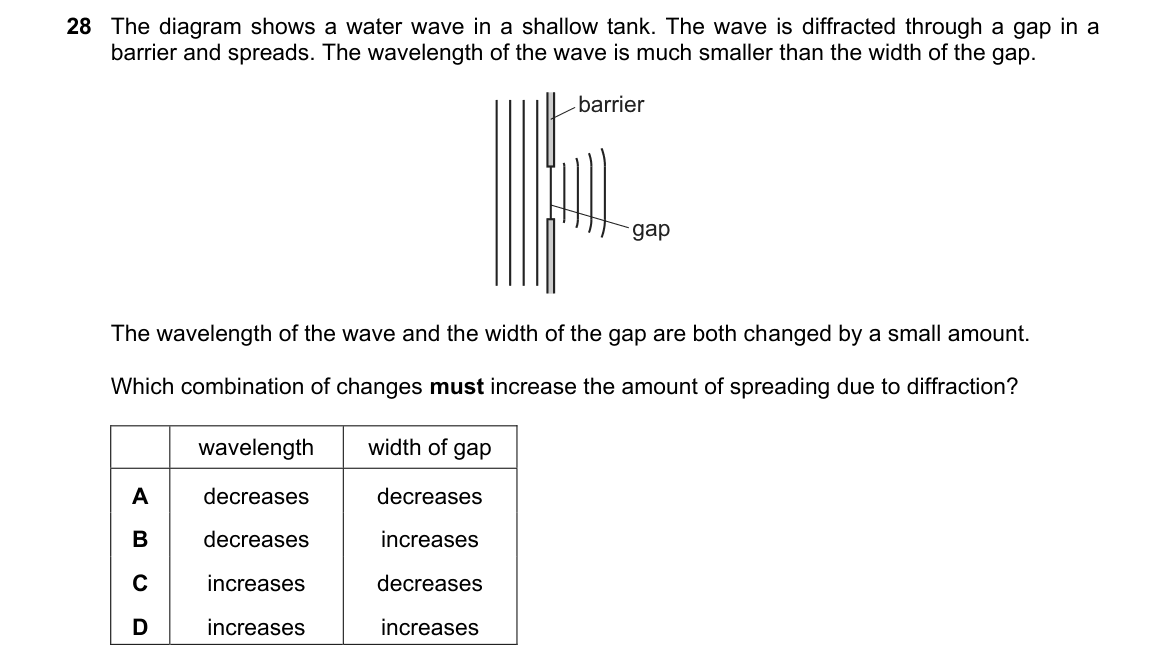 28 The diagram shows a water wave in a shallow tank. The wave is diffracted through a gap in a
barrier and spreads. The wavelength of the wave is much smaller than the width of the gap.
barrier
gap
The wavelength of the wave and the width of the gap are both changed by a small amount.
Which combination of changes must increase the amount of spreading due to diffraction?
wavelength width of gap
A decreases decreases
B decreases increases
C increases decreases
D increases increases